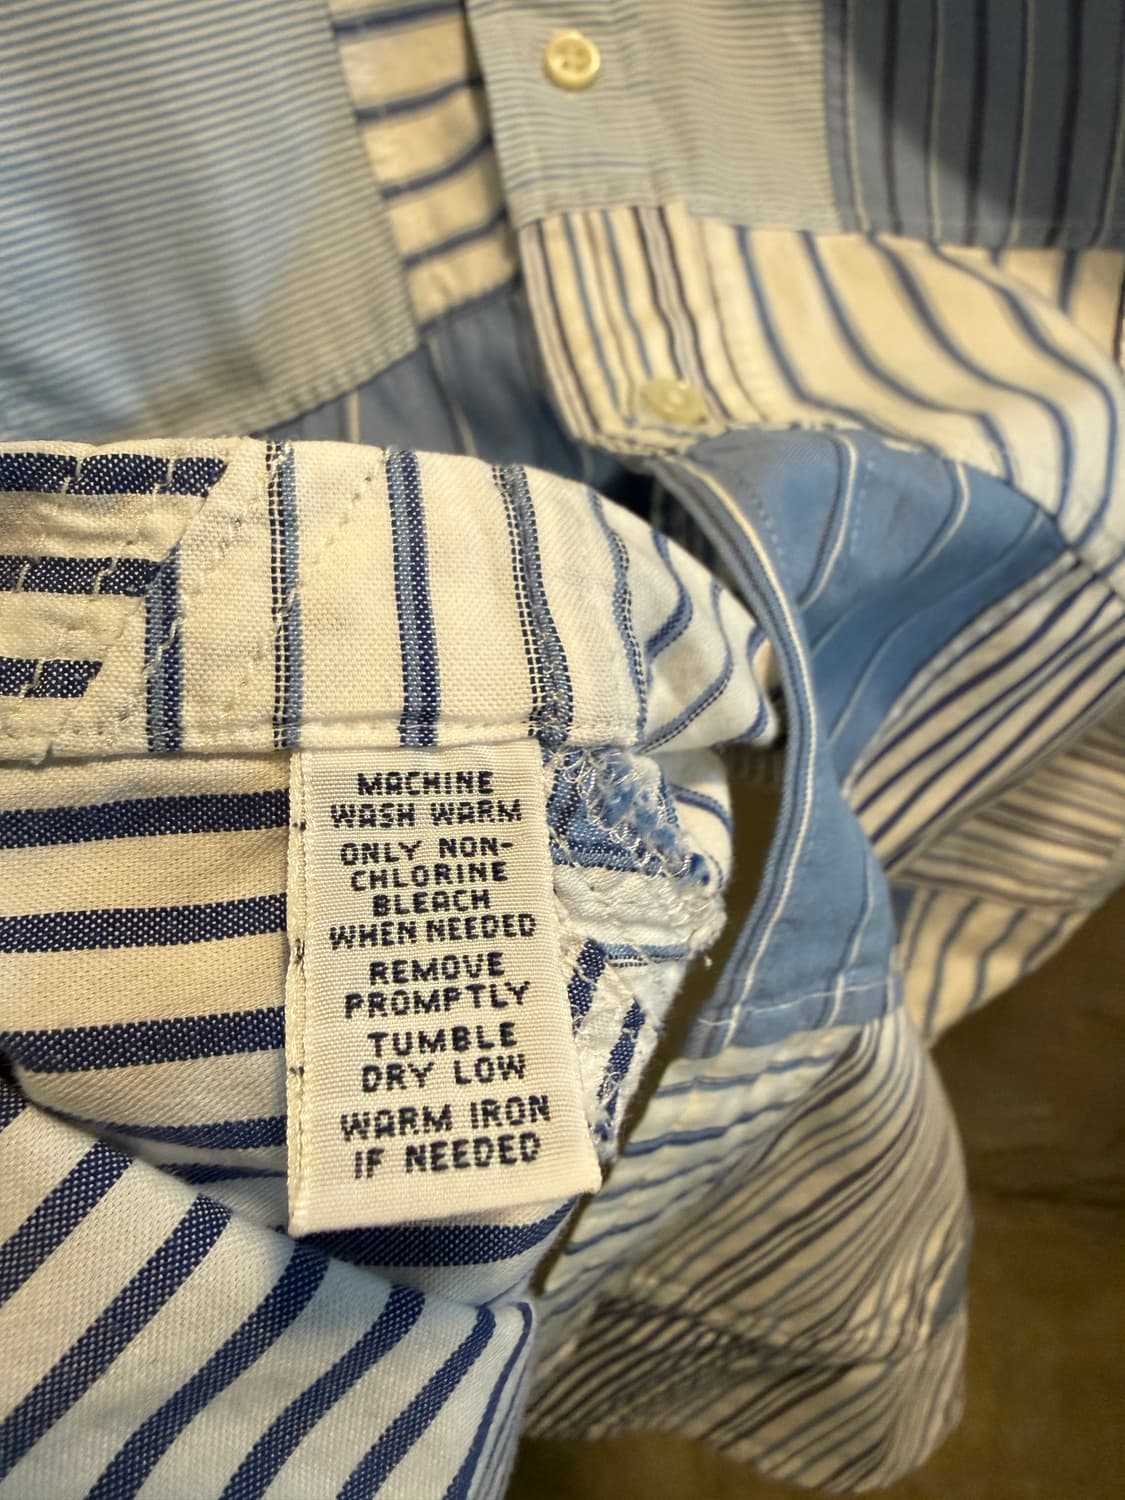 MACHINE
WASH WARM
ONLY NON-
CHLORINE
BLEACH
WHEN NEEDED
REMOVE
PROMPTLY
TUMBLE
DRY LOW
WARM IRON
IF NEEDED